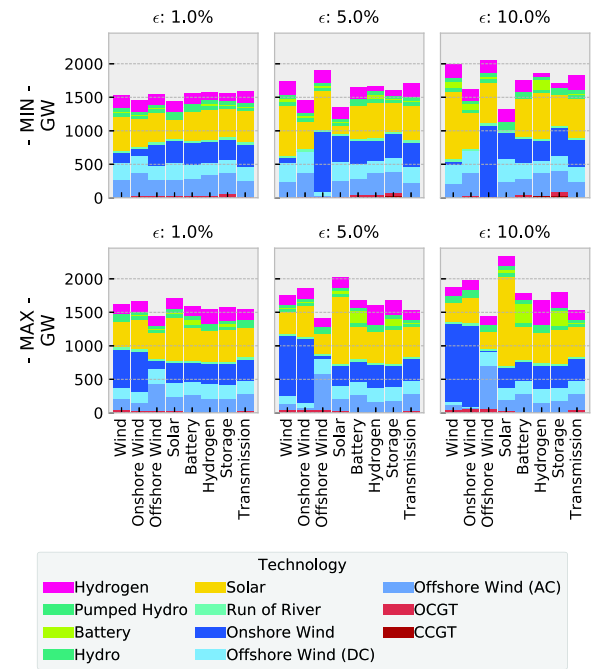 ϵ: 1.0%
ϵ: 5.0%
ϵ: 10.0%
- MIN -
GW
2000
1500
1000
500
0
ϵ: 1.0%
ϵ: 5.0%
ϵ: 10.0%
- MAX -
GW
2000
1500
1000
500
0
Wind
Onshore Wind
Offshore Wind
Solar
Battery
Hydrogen
Storage
Transmission
Wind
Onshore Wind
Offshore Wind
Solar
Battery
Hydrogen
Storage
Transmission
Wind
Onshore Wind
Offshore Wind
Solar
Battery
Hydrogen
Storage
Transmission
Technology
Hydrogen
Pumped Hydro
Battery
Hydro
Solar
Run of River
Onshore Wind
Offshore Wind (DC)
Offshore Wind (AC)
OCGT
CCGT